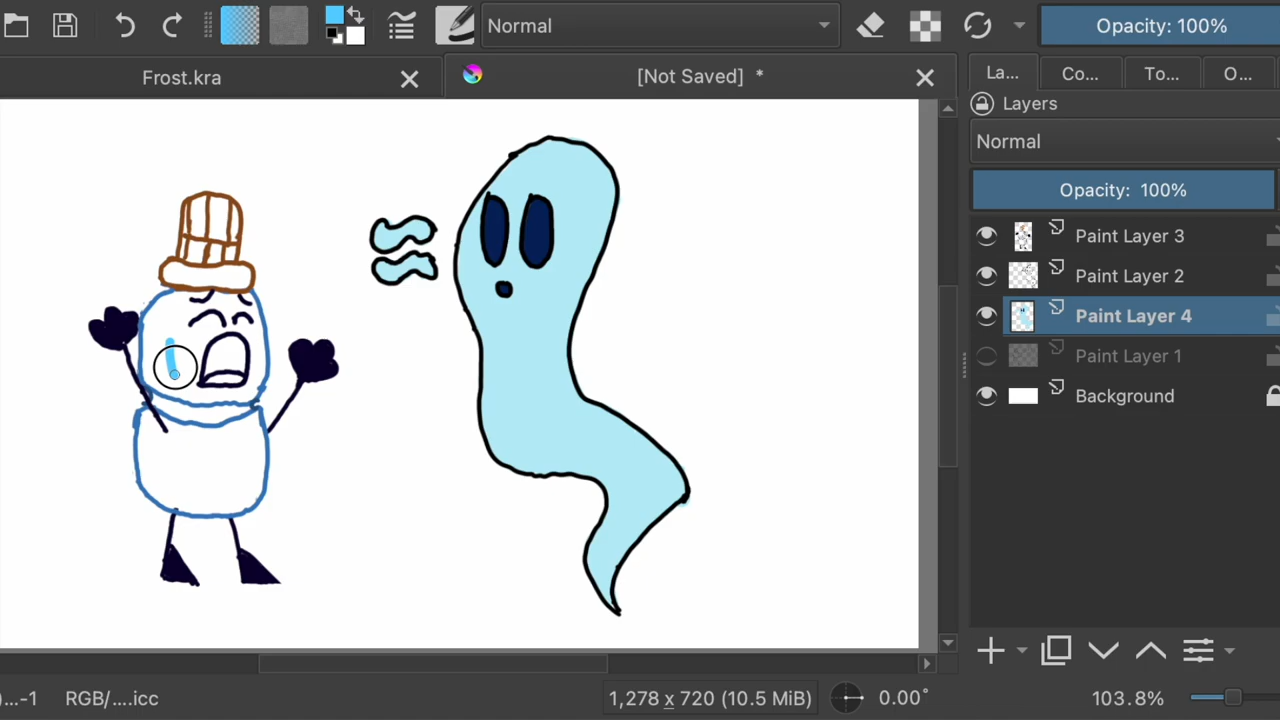 Normal
Opacity: 100%
Frost.kra
[Not Saved] *
La...
Co...
To...
O...
Layers
Normal
Opacity: 100%
Paint Layer 3
Paint Layer 2
Paint Layer 4
Paint Layer 1
Background
...-1
RGB/....icc
1,278 x 720 (10.5 MiB)
0.00°
103.8%